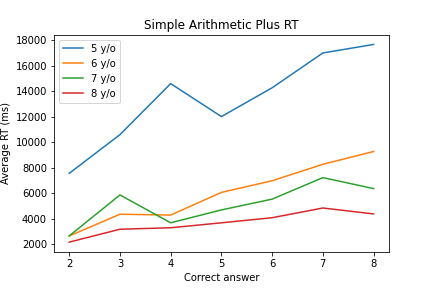 Simple Arithmetic Plus RT
18000
16000
14000
12000
10000
8000
6000
4000
2000
Average RT (ms)
5 y/o
6 y/o
7 y/o
8 y/o
2 3 4 5 6 7 8
Correct answer